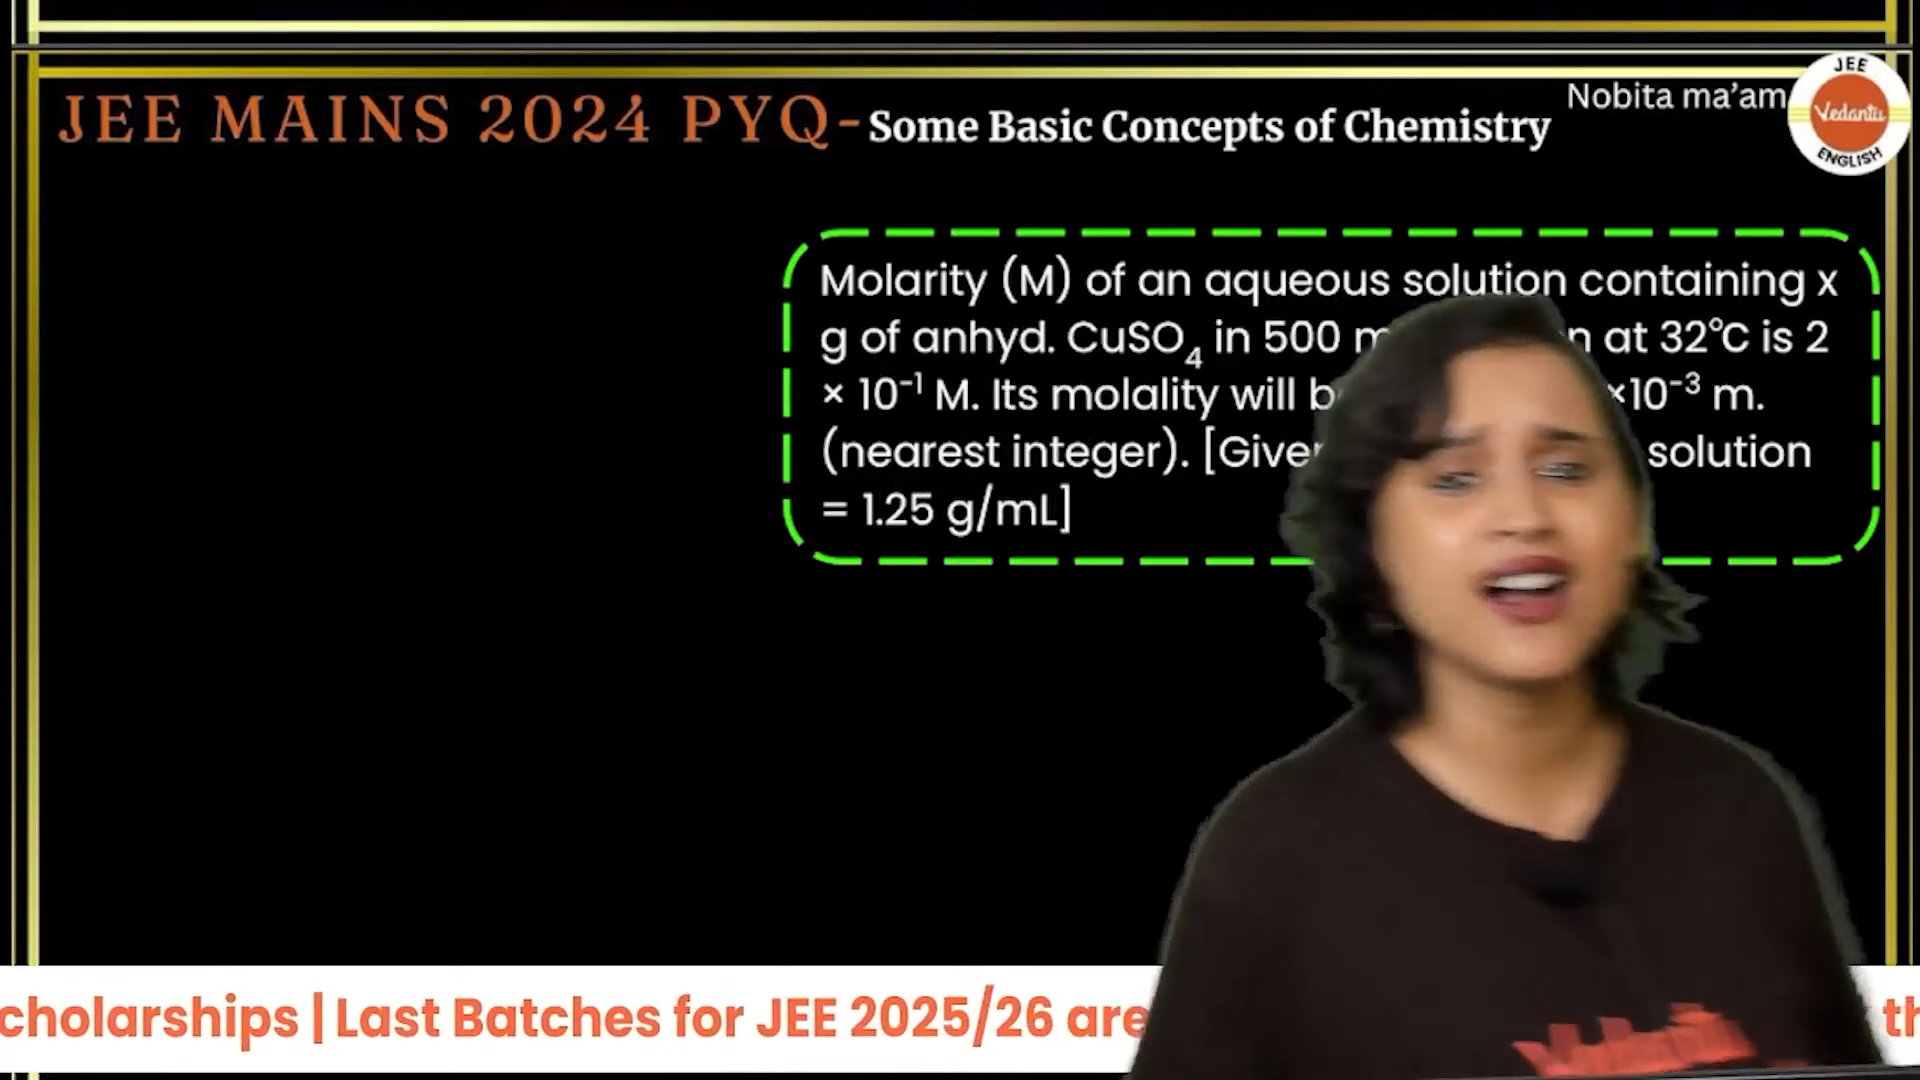 JEE MAINS 2024 PYQ-Some Basic Concepts of Chemistry
Nobita ma’am
JEE
Vedantu
ENGLISH
Molarity (M) of an aqueous solution containing x
g of anhyd. CuSO₄ in 500 at 32°C is 2
× 10⁻¹ M. Its molality will ×10⁻³ m.
(nearest integer). solution
= 1.25 g/mL]
| Last Batches for JEE 2025/26 are